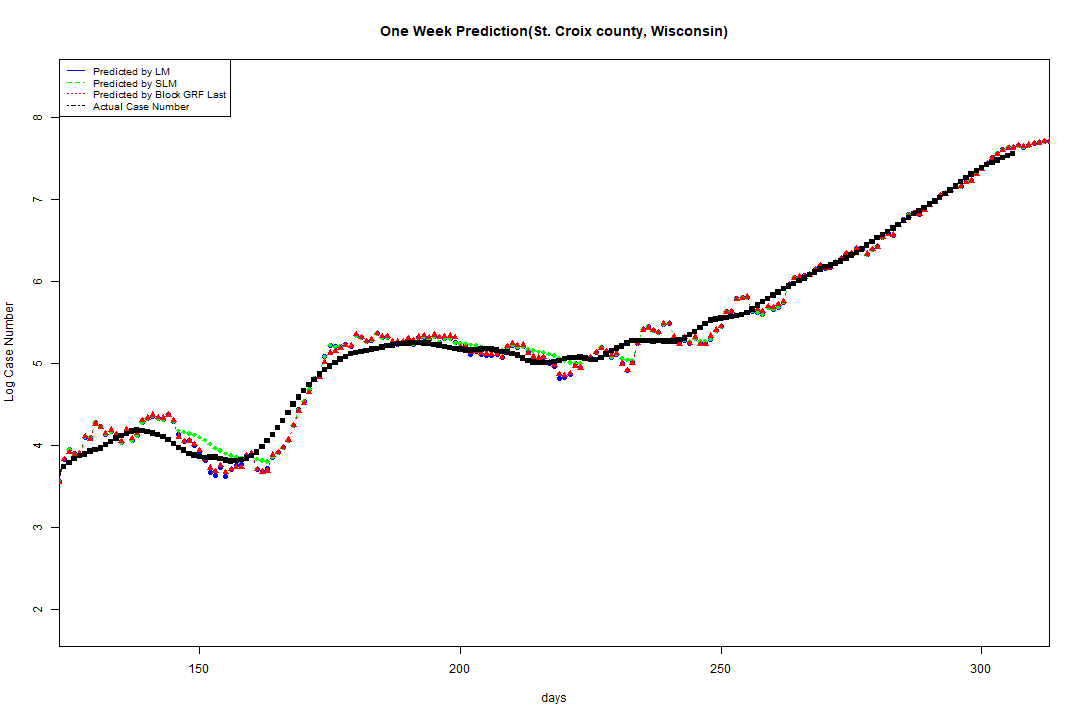 One Week Prediction(St. Croix county, Wisconsin)
Predicted by LM
Predicted by SLM
Predicted by Block GRF Last
Actual Case Number
8
7
6
5
4
3
2
Log Case Number
150 200 250 300
days